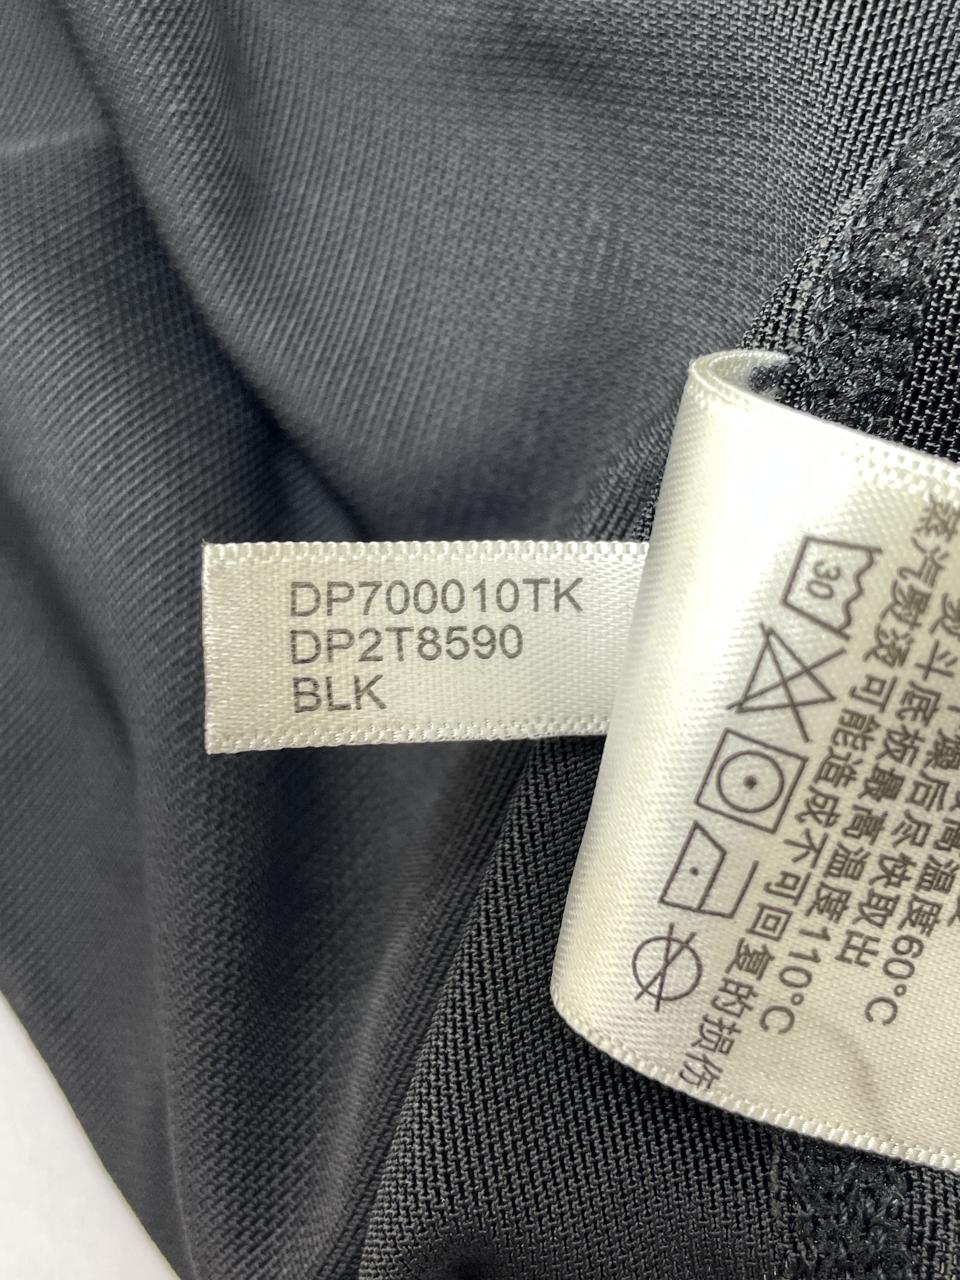 DP700010TK
DP2T8590
BLK
30
高温度60°C
燥后尽快取出
斗底板最高温度110°C
蒸汽熨烫可能造成不可回复的损伤